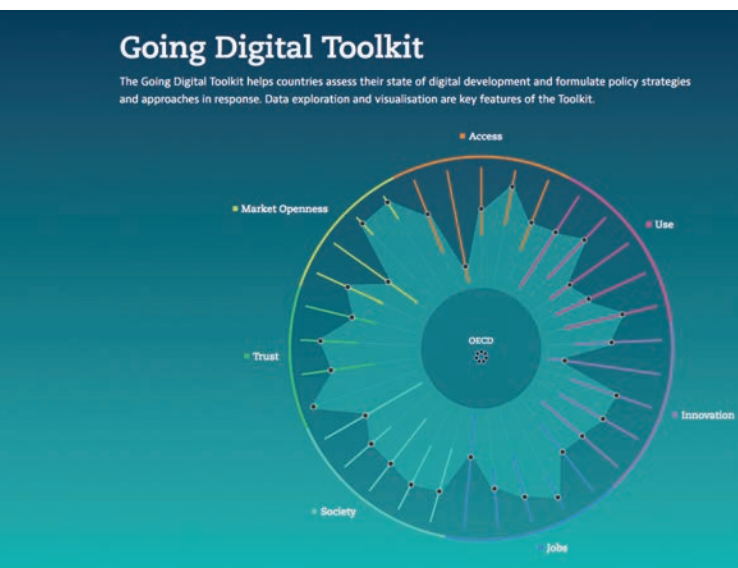 Going Digital Toolkit
The Going Digital Toolkit helps countries assess their state of digital development and formulate policy strategies
and approaches in response. Data exploration and visualisation are key features of the Toolkit.
Access
Market Openness
Use
OECD
Trust
Innovation
Society
Jobs